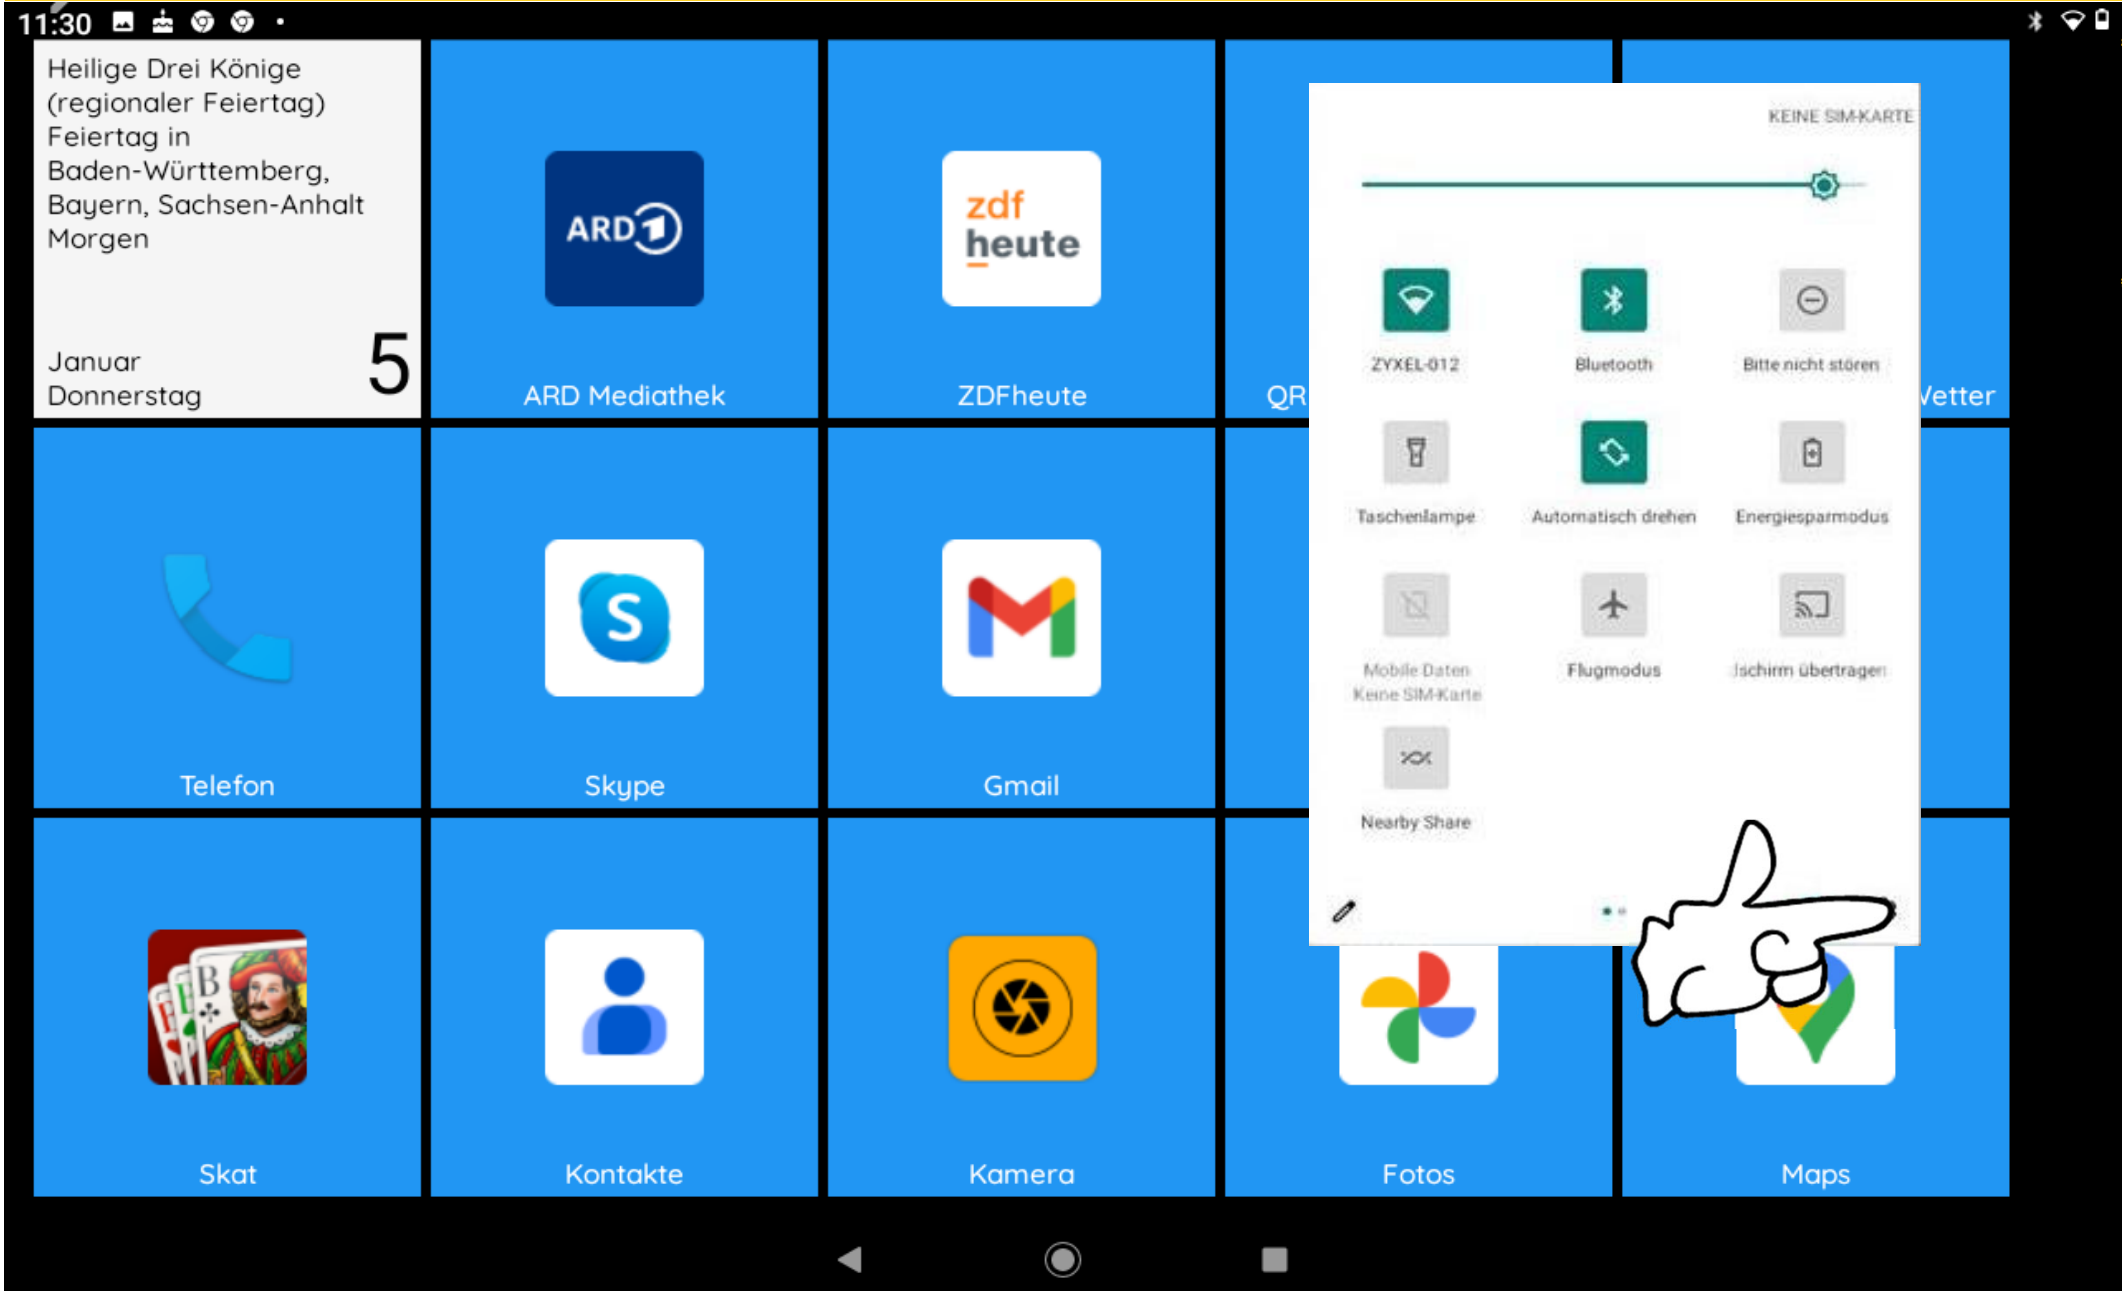 11:30
Heilige Drei Könige
(regionaler Feiertag)
Feiertag in
Baden-Württemberg,
Bayern, Sachsen-Anhalt
Morgen
Januar
Donnerstag
5
ARD
ARD Mediathek
zdf
heute
ZDFheute
QR
KEINE SIM-KARTE
ZYXEL-012
Bluetooth
Bitte nicht stören
Taschenlampe
Automatisch drehen
Energiesparmodus
Mobile Daten
Keine SIM-Karte
Flugmodus
schirm übertragen
Nearby Share
etter
Telefon
S
Skype
Gmail
B
Skat
Kontakte
Kamera
Fotos
Maps